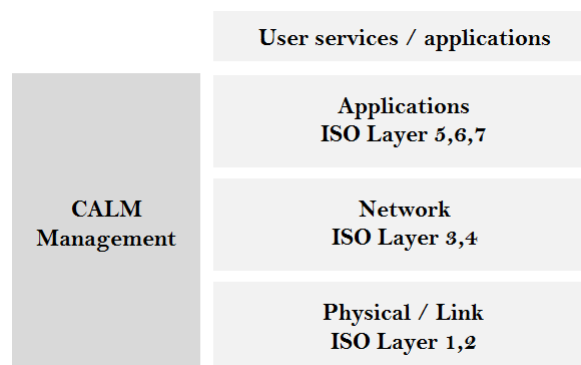 User services / applications
Applications
ISO Layer 5,6,7
CALM
Management
Network
ISO Layer 3,4
Physical / Link
ISO Layer 1,2